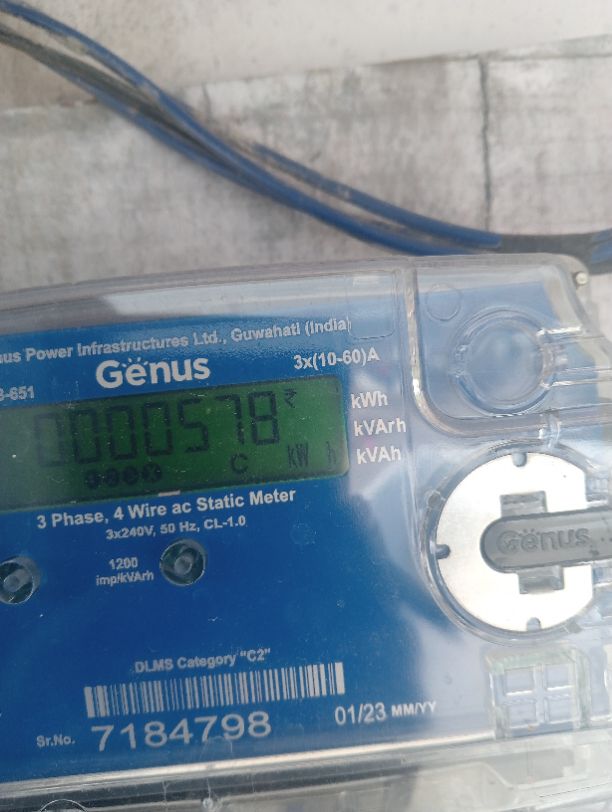 nus Power Infrastructures Ltd., Guwahati (India)
Genus
3x(10-60)A
-651
0000578
₹
kWh
kVArh
kVAh
C kW h
3 Phase, 4 Wire ac Static Meter
3x240V, 50 Hz, CL-1.0
1200
imp/kVArh
Genus
DLMS Category "C2"
Sr.No. 7184798
01/23 MM/YY